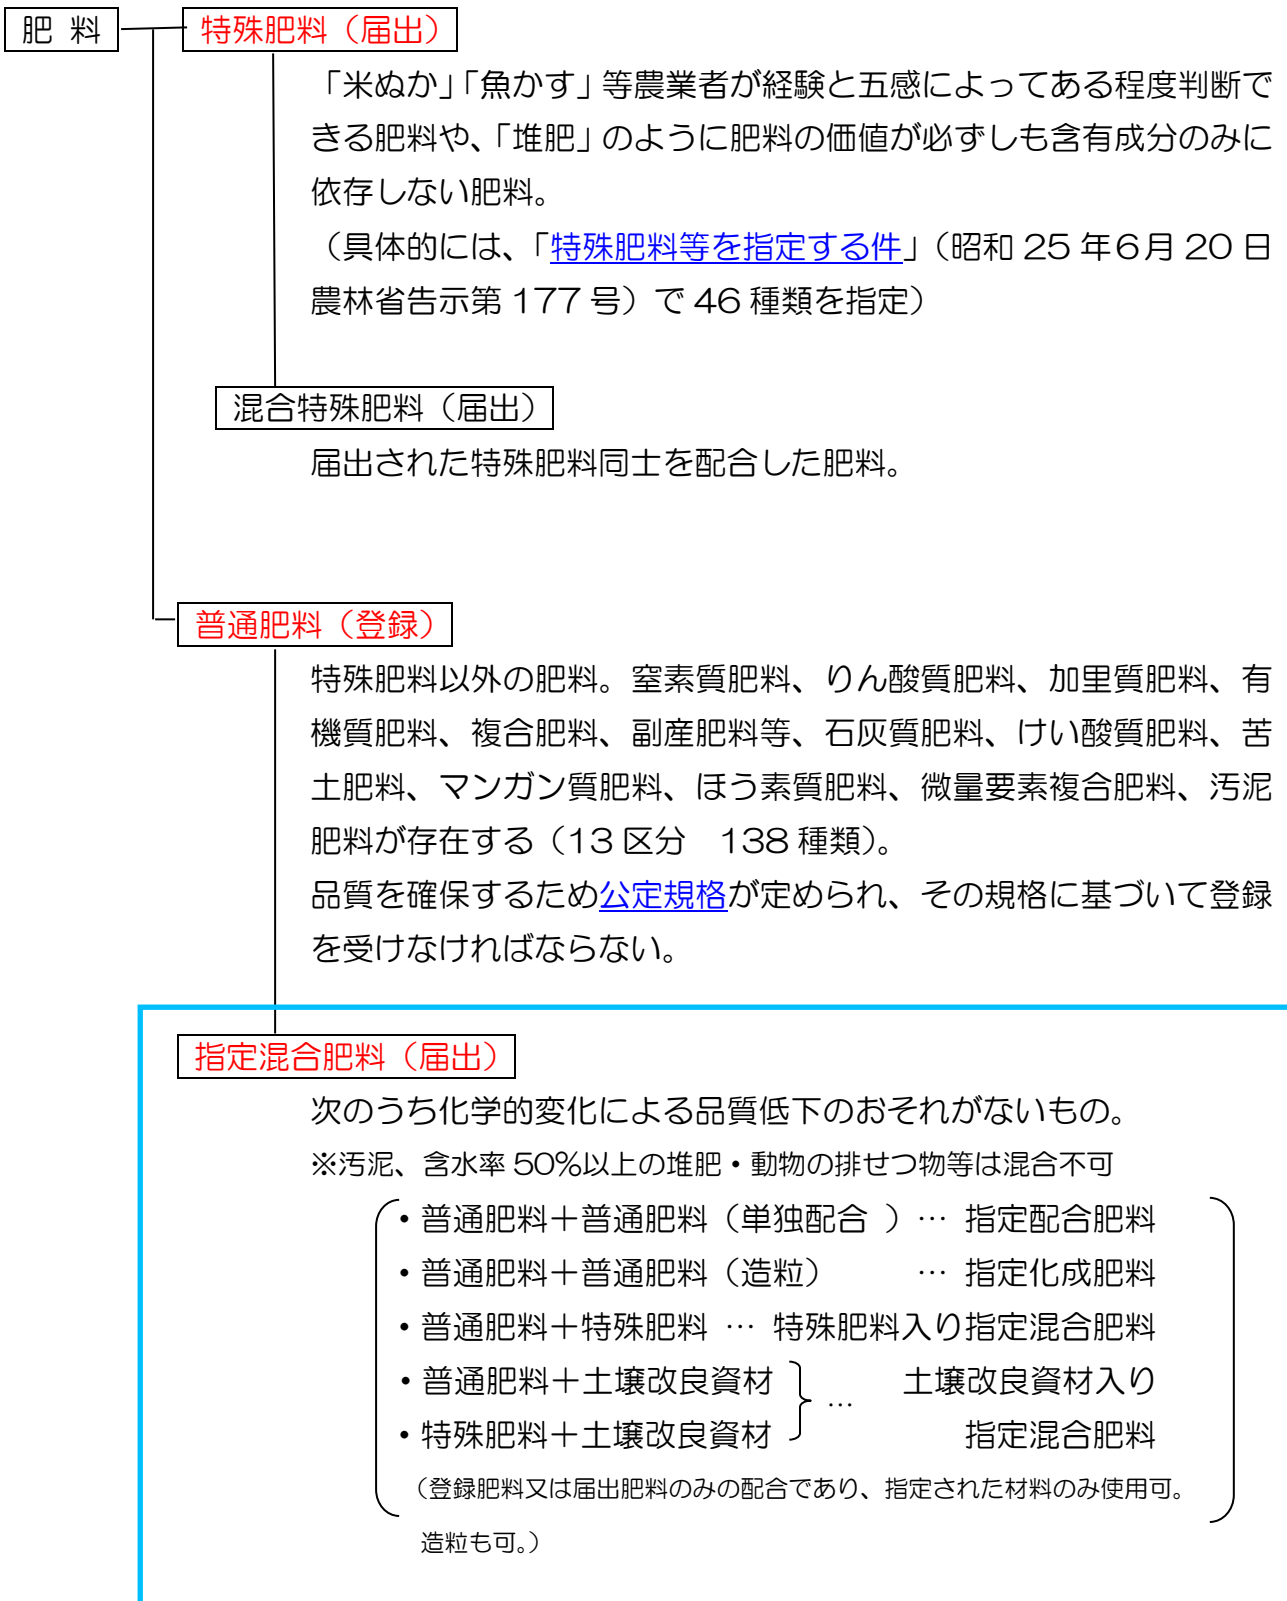 肥 料
特殊肥料（届出）
「米ぬか」「魚かす」等農業者が経験と五感によってある程度判断で
きる肥料や、「堆肥」のように肥料の価値が必ずしも含有成分のみに
依存しない肥料。
（具体的には、「特殊肥料等を指定する件」（昭和 25 年６月 20 日
農林省告示第 177 号）で 46 種類を指定）
混合特殊肥料（届出）
届出された特殊肥料同士を配合した肥料。
普通肥料（登録）
特殊肥料以外の肥料。窒素質肥料、りん酸質肥料、加里質肥料、有
機質肥料、複合肥料、副産肥料等、石灰質肥料、けい酸質肥料、苦
土肥料、マンガン質肥料、ほう素質肥料、微量要素複合肥料、汚泥
肥料が存在する（13 区分　138 種類）。
品質を確保するため公定規格が定められ、その規格に基づいて登録
を受けなければならない。
指定混合肥料（届出）
次のうち化学的変化による品質低下のおそれがないもの。
※汚泥、含水率 50％以上の堆肥・動物の排せつ物等は混合不可
・普通肥料＋普通肥料（単独配合 ）… 指定配合肥料
・普通肥料＋普通肥料（造粒）　　　… 指定化成肥料
・普通肥料＋特殊肥料 … 特殊肥料入り指定混合肥料
・普通肥料＋土壌改良資材　　　　土壌改良資材入り
…
・特殊肥料＋土壌改良資材　　　　　　指定混合肥料
（登録肥料又は届出肥料のみの配合であり、指定された材料のみ使用可。
造粒も可。）